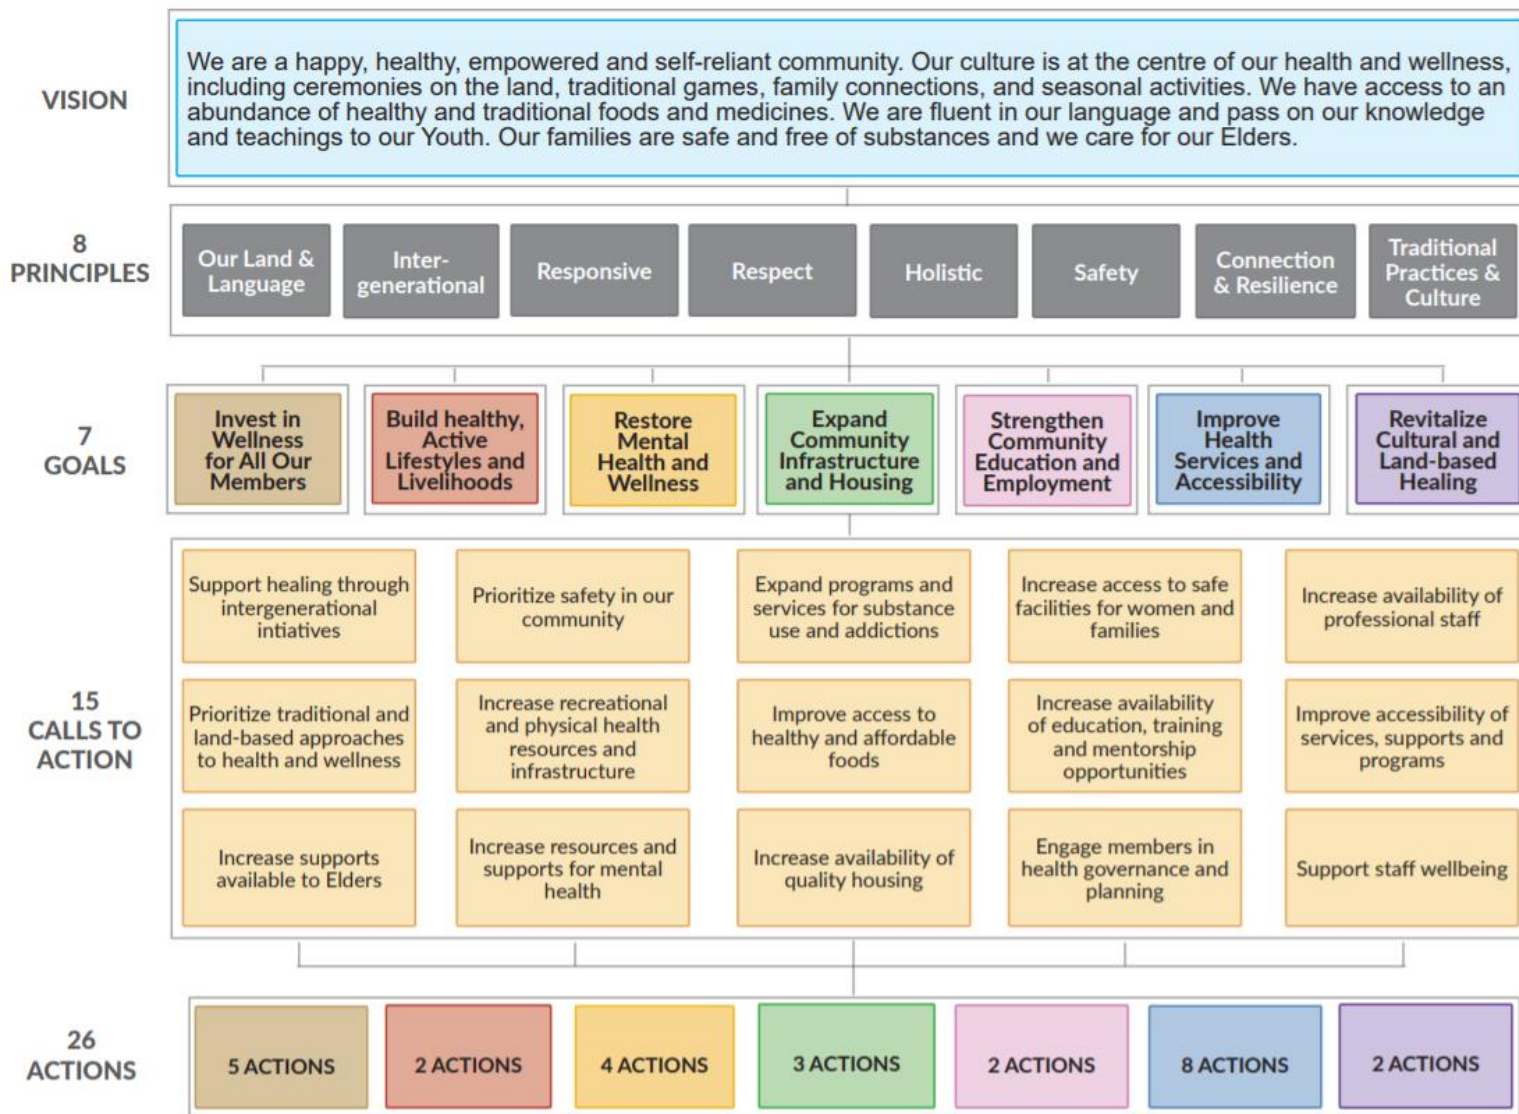 VISION
We are a happy, healthy, empowered and self-reliant community. Our culture is at the centre of our health and wellness,
including ceremonies on the land, traditional games, family connections, and seasonal activities. We have access to an
abundance of healthy and traditional foods and medicines. We are fluent in our language and pass on our knowledge
and teachings to our Youth. Our families are safe and free of substances and we care for our Elders.
8
PRINCIPLES
Our Land &
Language
Inter-
generational
Responsive
Respect
Holistic
Safety
Connection
& Resilience
Traditional
Practices &
Culture
7
GOALS
Invest in
Wellness
for All Our
Members
Build healthy,
Active
Lifestyles and
Livelihoods
Restore
Mental
Health and
Wellness
Expand
Community
Infrastructure
and Housing
Strengthen
Community
Education and
Employment
Improve
Health
Services and
Accessibility
Revitalize
Cultural and
Land-based
Healing
15
CALLS TO
ACTION
Support healing through
intergenerational
intiatives
Prioritize safety in our
community
Expand programs and
services for substance
use and addictions
Increase access to safe
facilities for women and
families
Increase availability of
professional staff
Prioritize traditional and
land-based approaches
to health and wellness
Increase recreational
and physical health
resources and
infrastructure
Improve access to
healthy and affordable
foods
Increase availability
of education, training
and mentorship
opportunities
Improve accessibility of
services, supports and
programs
Increase supports
available to Elders
Increase resources and
supports for mental
health
Increase availability of
quality housing
Engage members in
health governance and
planning
Support staff wellbeing
26
ACTIONS
5 ACTIONS
2 ACTIONS
4 ACTIONS
3 ACTIONS
2 ACTIONS
8 ACTIONS
2 ACTIONS